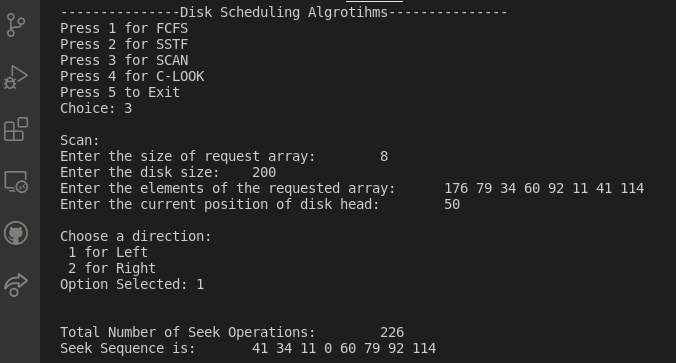 ---------------Disk Scheduling Algrotihms---------------
Press 1 for FCFS
Press 2 for SSTF
Press 3 for SCAN
Press 4 for C-LOOK
Press 5 to Exit
Choice: 3
Scan:
Enter the size of request array: 8
Enter the disk size: 200
Enter the elements of the requested array: 176 79 34 60 92 11 41 114
Enter the current position of disk head: 50
Choose a direction:
1 for Left
2 for Right
Option Selected: 1
Total Number of Seek Operations: 226
Seek Sequence is: 41 34 11 0 60 79 92 114